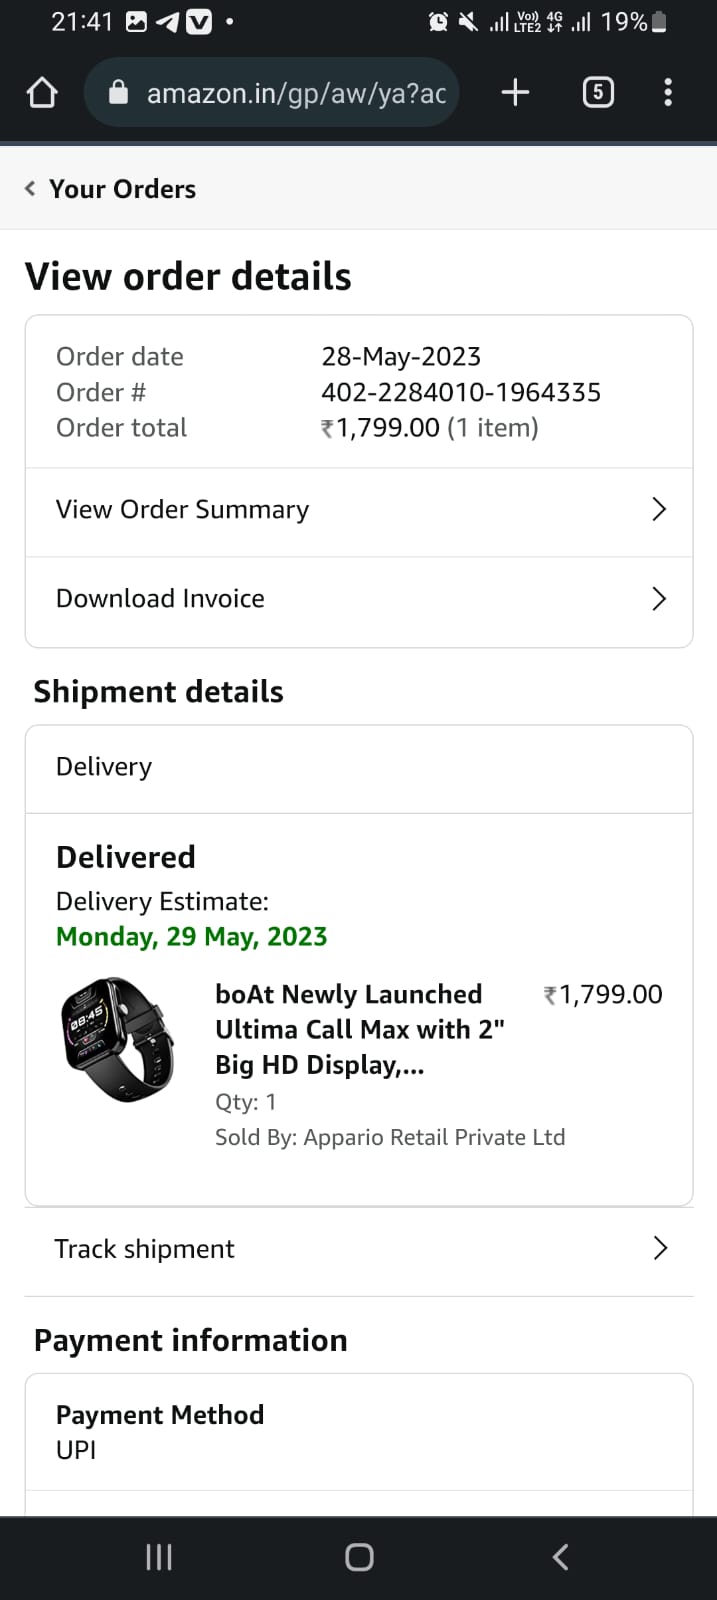 21:41
Vo)) 4G
LTE2
19%
amazon.in/gp/aw/ya?ac
5
Your Orders
View order details
Order date 28-May-2023
Order # 402-2284010-1964335
Order total ₹1,799.00 (1 item)
View Order Summary
Download Invoice
Shipment details
Delivery
Delivered
Delivery Estimate:
Monday, 29 May, 2023
08:45
boAt Newly Launched ₹1,799.00
Ultima Call Max with 2"
Big HD Display,...
Qty: 1
Sold By: Appario Retail Private Ltd
Track shipment
Payment information
Payment Method
UPI